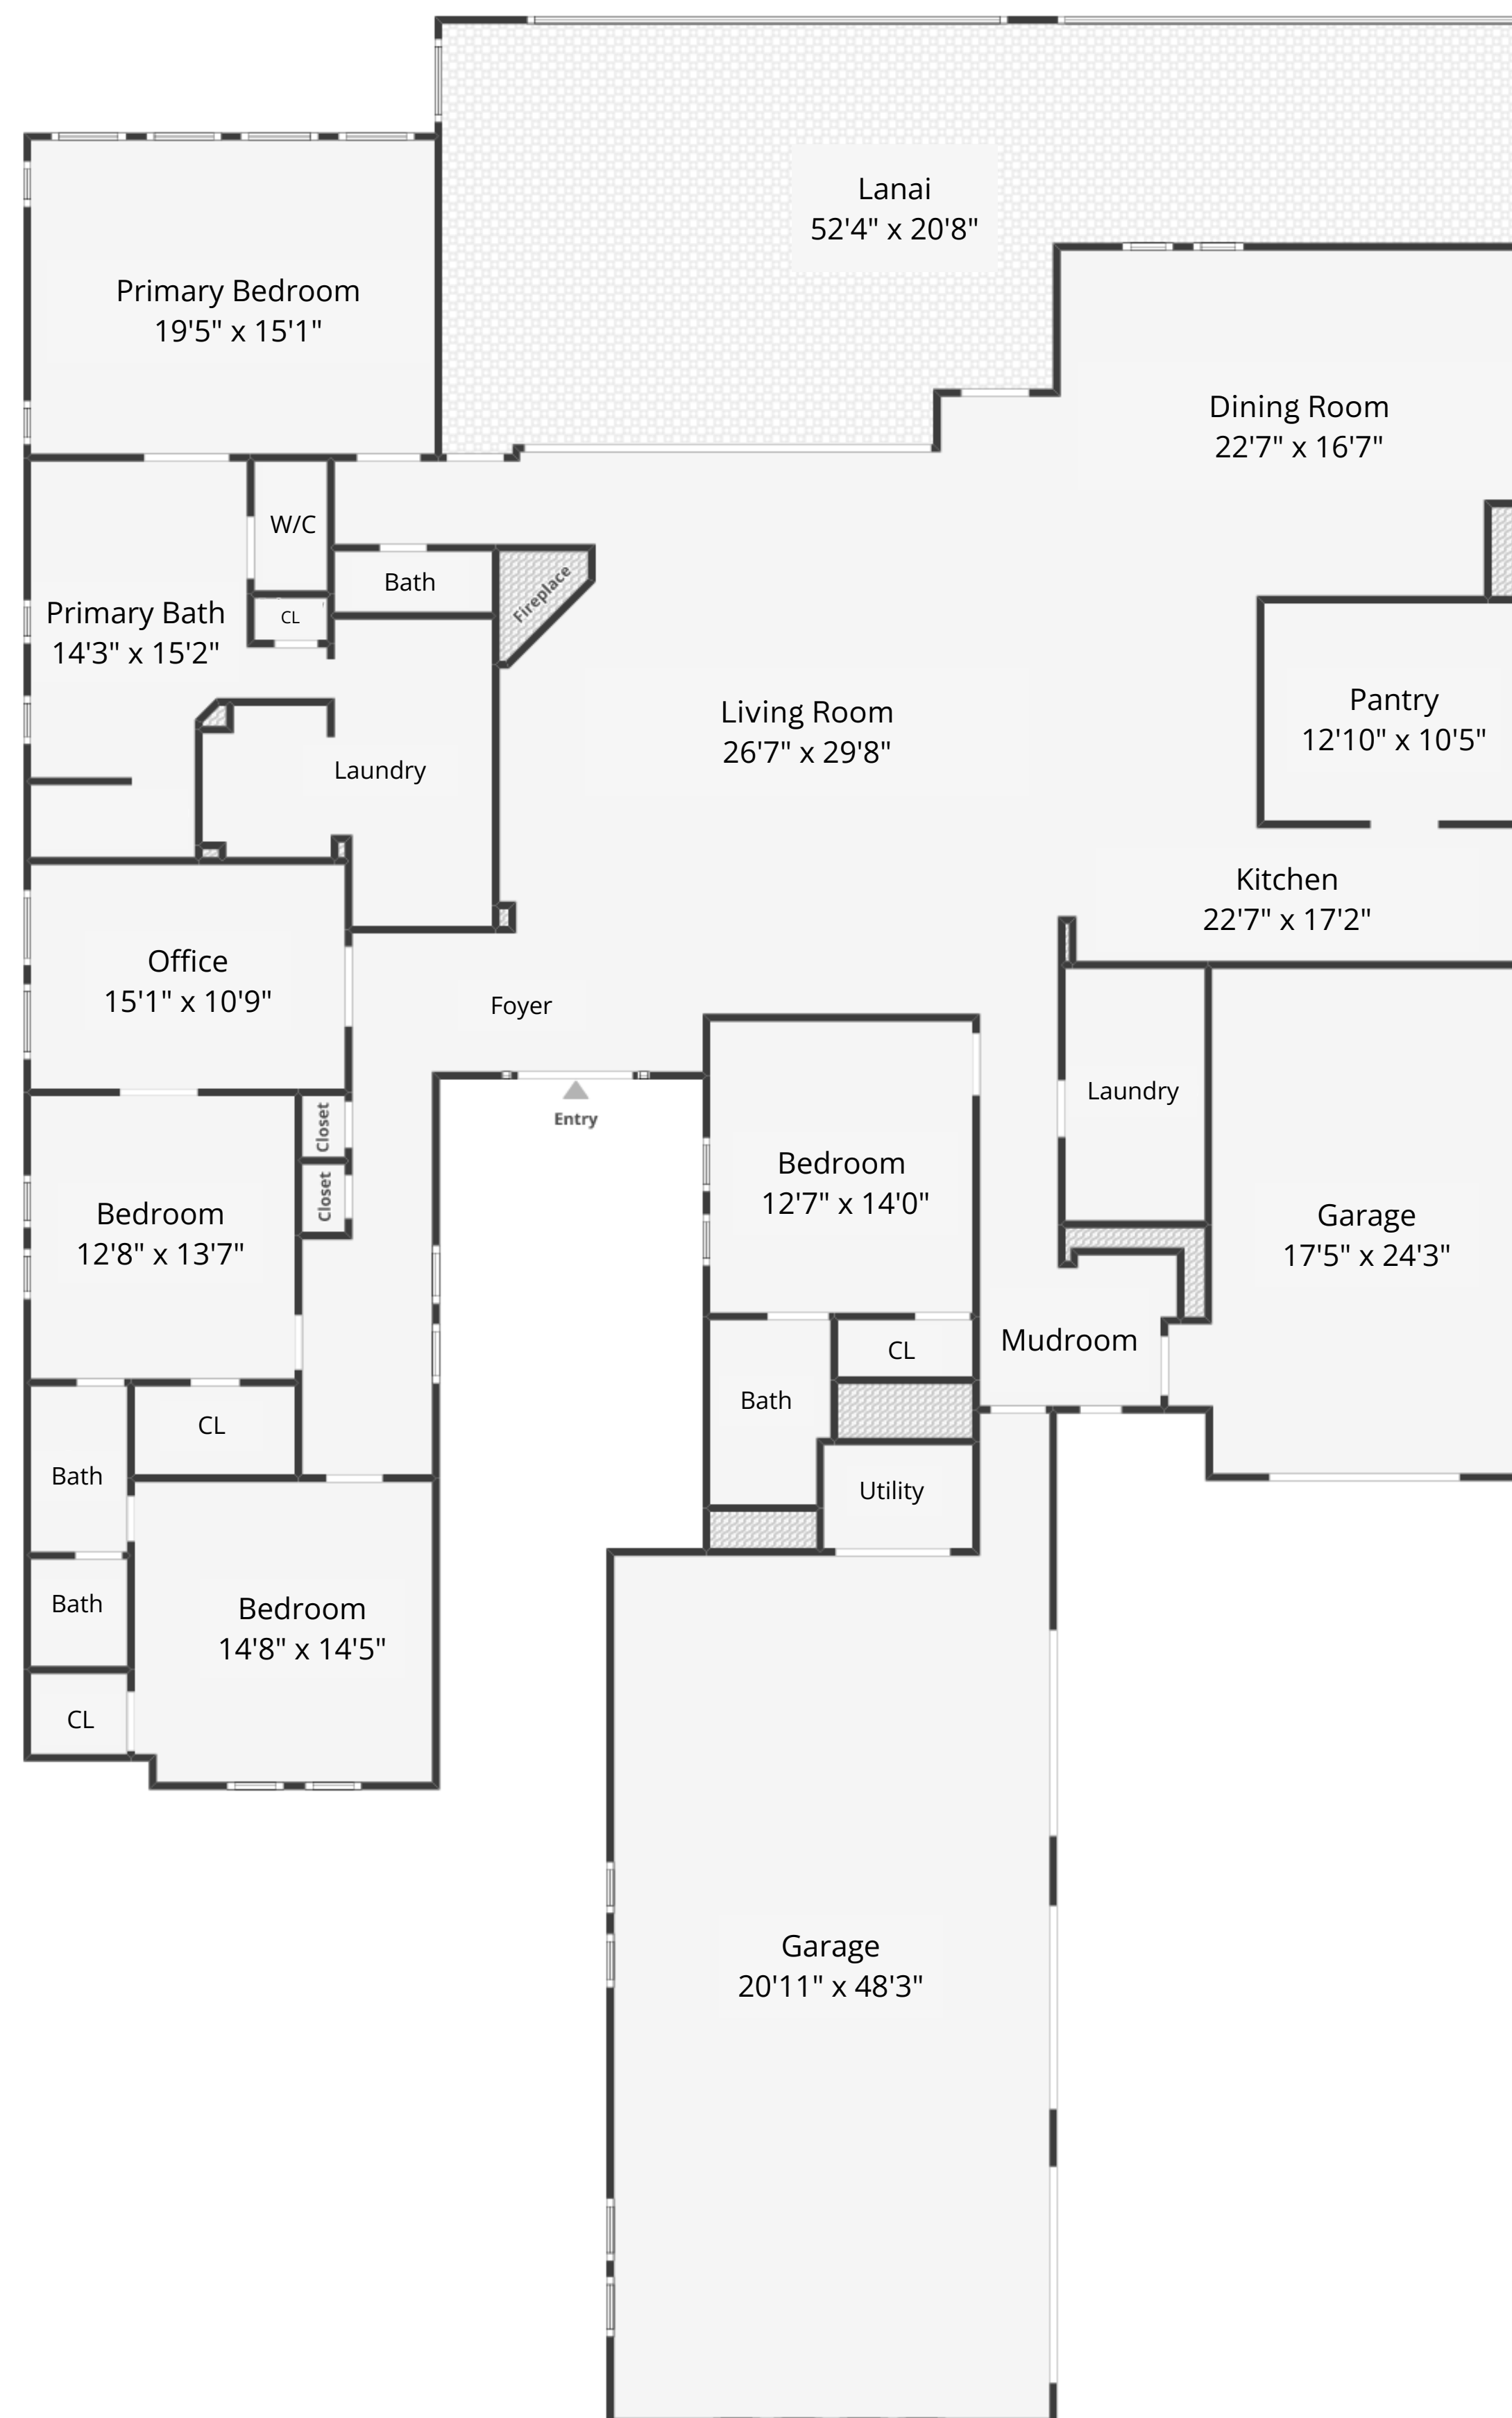 Lanai
52'4" x 20'8"
Primary Bedroom
19'5" x 15'1"
Dining Room
22'7" x 16'7"
W/C
Bath
Fireplace
CL
Primary Bath
14'3" x 15'2"
Living Room
26'7" x 29'8"
Pantry
12'10" x 10'5"
Laundry
Kitchen
22'7" x 17'2"
Office
15'1" x 10'9"
Foyer
Laundry
Entry
Closet
Closet
Bedroom
12'7" x 14'0"
Bedroom
12'8" x 13'7"
Garage
17'5" x 24'3"
CL
Mudroom
Bath
CL
Bath
Utility
Bath
Bedroom
14'8" x 14'5"
CL
Garage
20'11" x 48'3"